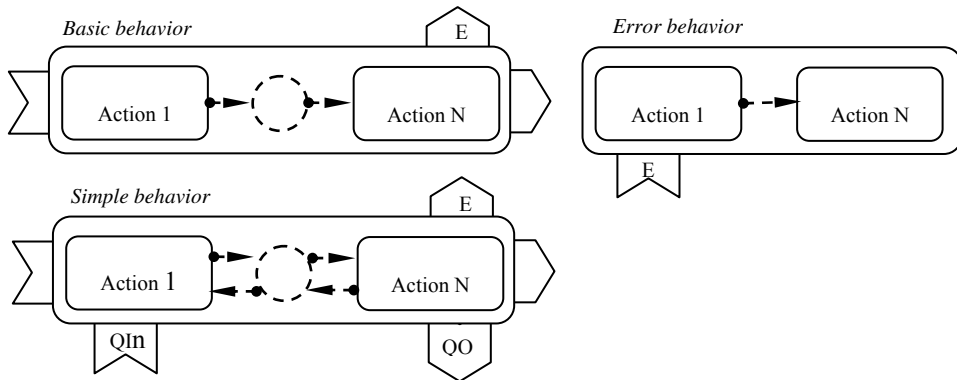 Basic behavior
E
Action 1
Action N
Error behavior
Action 1
Action N
E
Simple behavior
E
Action 1
Action N
QIn
QO